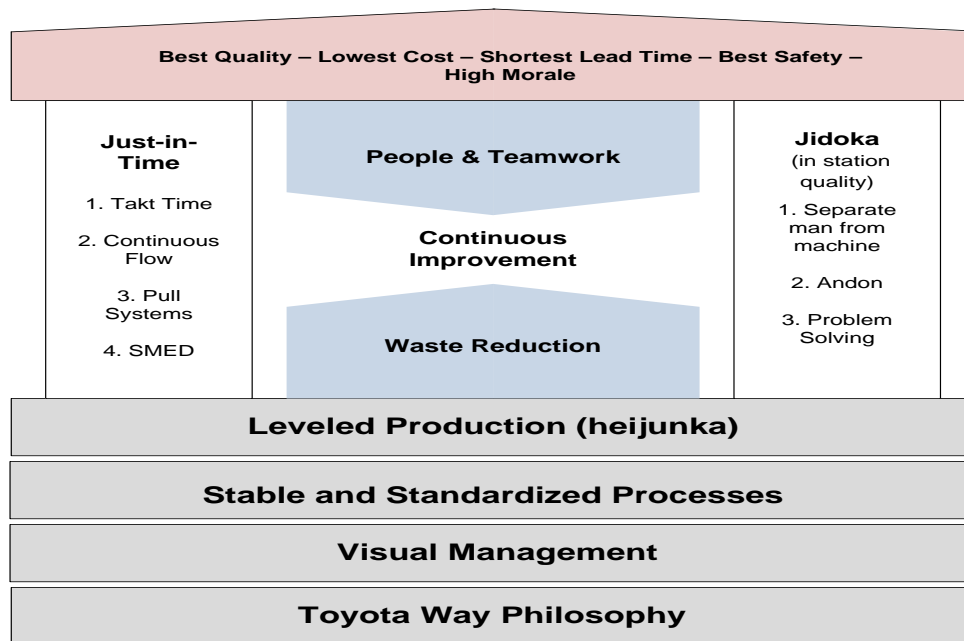 Best Quality – Lowest Cost – Shortest Lead Time – Best Safety –
High Morale
Just-in-
Time
1. Takt Time
2. Continuous
Flow
3. Pull
Systems
4. SMED
People & Teamwork
Continuous
Improvement
Waste Reduction
Jidoka
(in station
quality)
1. Separate
man from
machine
2. Andon
3. Problem
Solving
Leveled Production (heijunka)
Stable and Standardized Processes
Visual Management
Toyota Way Philosophy